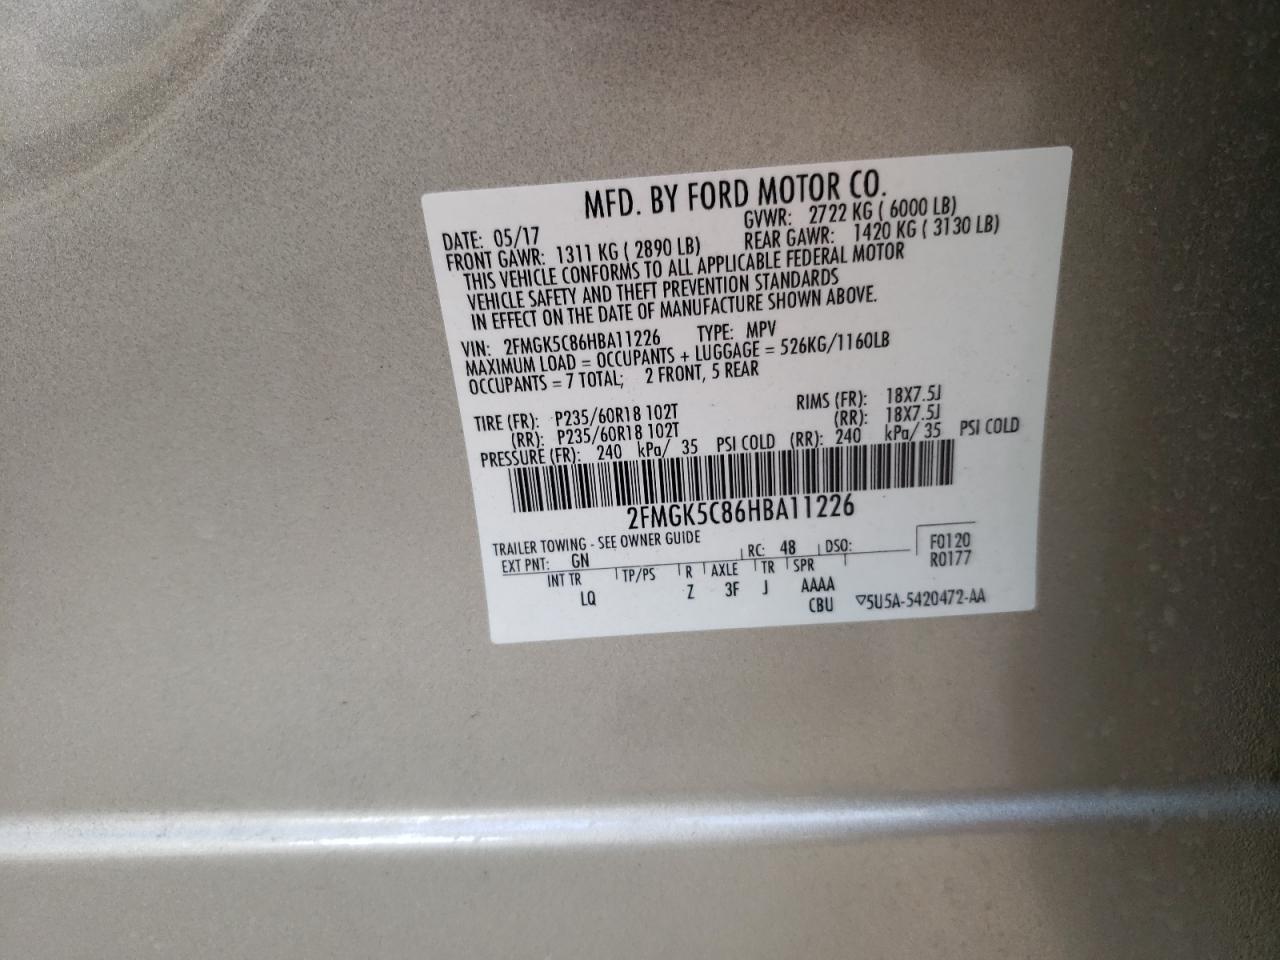 MFD. BY FORD MOTOR CO.
DATE: 05/17 GVWR: 2722 KG ( 6000 LB)
FRONT GAWR: 1311 KG ( 2890 LB) REAR GAWR: 1420 KG ( 3130 LB)
THIS VEHICLE CONFORMS TO ALL APPLICABLE FEDERAL MOTOR
VEHICLE SAFETY AND THEFT PREVENTION STANDARDS
IN EFFECT ON THE DATE OF MANUFACTURE SHOWN ABOVE.
VIN: 2FMGK5C86HBA11226 TYPE: MPV
MAXIMUM LOAD = OCCUPANTS + LUGGAGE = 526KG/1160LB
OCCUPANTS = 7 TOTAL; 2 FRONT, 5 REAR
TIRE (FR): P235/60R18 102T RIMS (FR): 18X7.5J
(RR): P235/60R18 102T (RR): 18X7.5J
PRESSURE (FR): 240 kPa/ 35 PSI COLD (RR): 240 kPa/ 35 PSI COLD
2FMGK5C86HBA11226
TRAILER TOWING - SEE OWNER GUIDE
EXT PNT: GN RC: 48 DSO: F0120
R0177
INT TR TP/PS R AXLE TR SPR
LQ Z 3F J AAAA
CBU ▽5U5A-5420472-AA